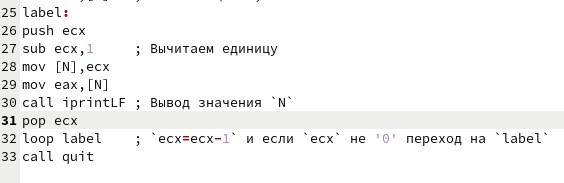 25 label:
26 push ecx
27 sub ecx,1 ; Вычитаем единицу
28 mov [N],ecx
29 mov eax,[N]
30 call iprintLF ; Вывод значения `N`
31 pop ecx
32 loop label ; `ecx=ecx-1` и если `ecx` не '0' переход на `label`
33 call quit